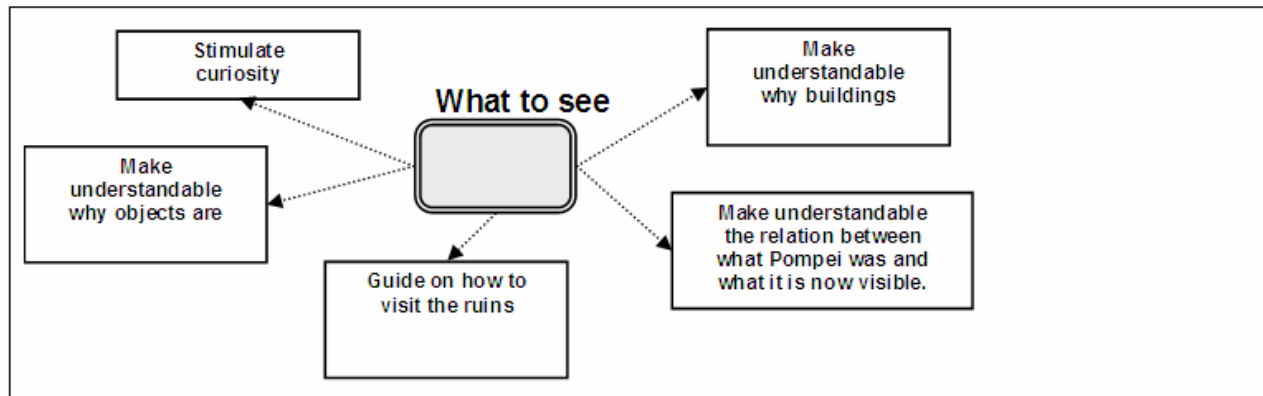 Stimulate
curiosity
What to see
Make
understandable
why buildings
Make
understandable
why objects are
Make understandable
the relation between
what Pompei was and
what it is now visible.
Guide on how to
visit the ruins